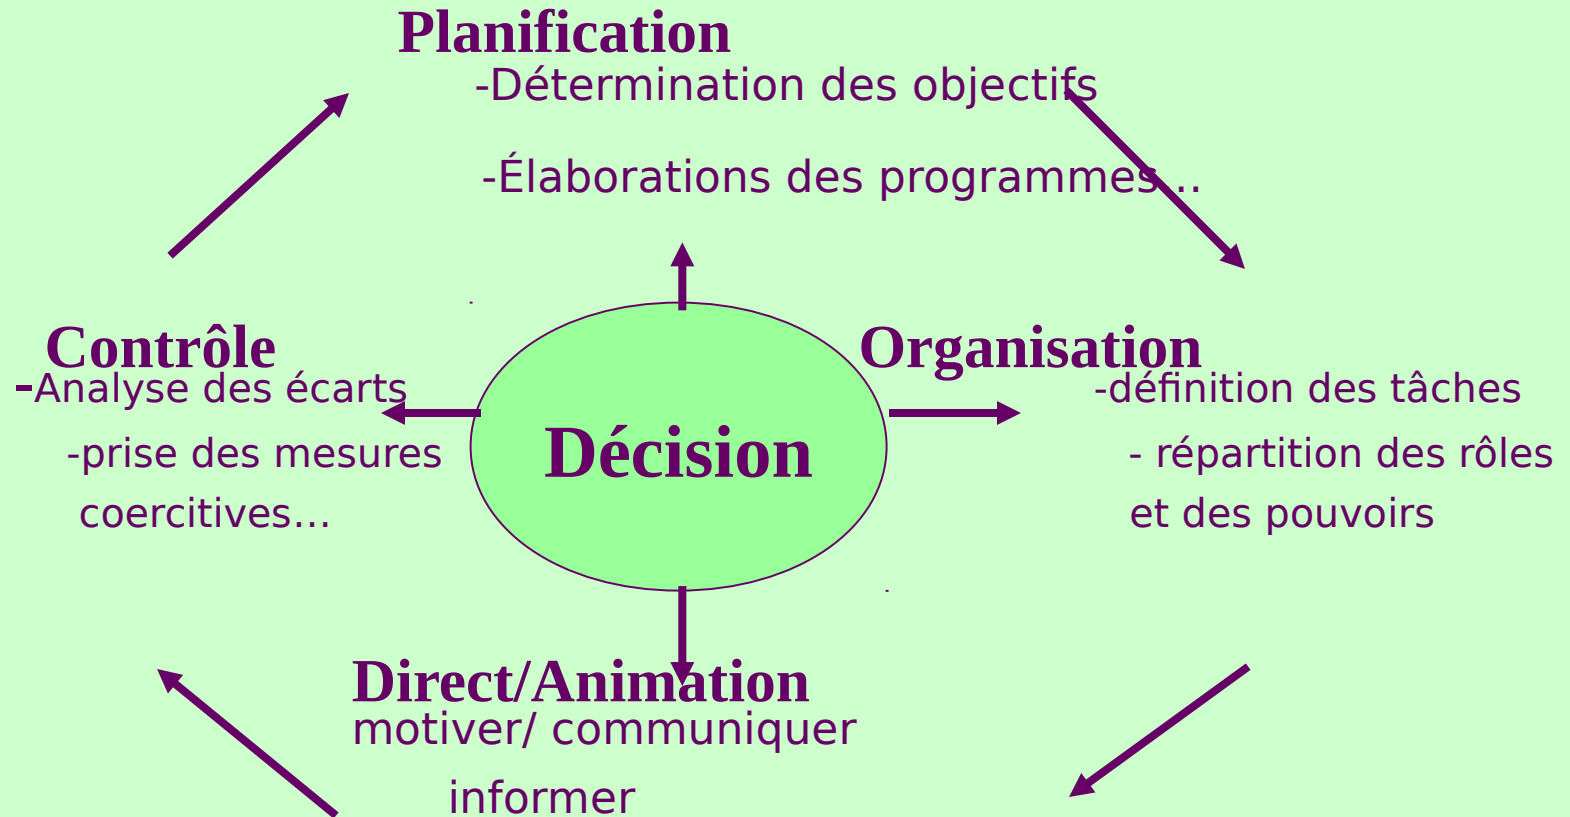 Planification
-Détermination des objectifs
-Élaborations des programmes…
Contrôle
-Analyse des écarts
-prise des mesures
coercitives…
Décision
Organisation
-définition des tâches
- répartition des rôles
et des pouvoirs
Direct/Animation
motiver/ communiquer
informer